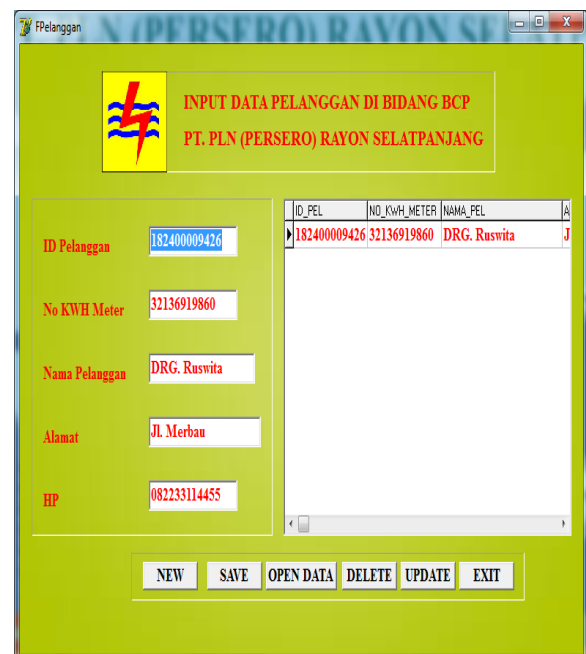 FPelanggan
(PERSERO) RAYON
INPUT DATA PELANGGAN DI BIDANG BCP
PT. PLN (PERSERO) RAYON SELATPANJANG
ID Pelanggan 182400009426
No KWH Meter 32136919860
Nama Pelanggan DRG. Ruswita
Alamat Jl. Merbau
HP 082233114455
ID_PEL NO_KWH_METER NAMA_PEL A
182400009426 32136919860 DRG. Ruswita J
NEW SAVE OPEN DATA DELETE UPDATE EXIT